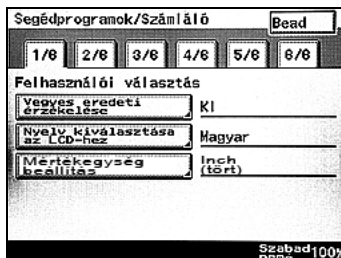 Segédprogramok/Számláló
Bead
1/6 2/6 3/6 4/6 5/6 6/6
Felhasználói választás
Vegyes eredeti
érzékelése
KI
Nyelv kiválasztása
az LCD-hez
Magyar
Mértékegység
beállítás
Inch
(tört)
Szabad
100%